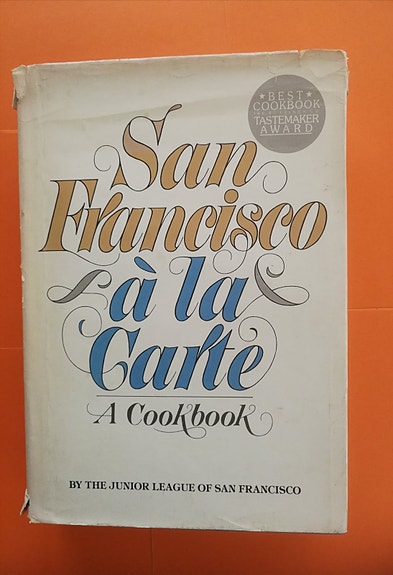 ★ BEST ★
COOKBOOK
TASTEMAKER
AWARD
San
Francisco
à la
Carte
A Cookbook
BY THE JUNIOR LEAGUE OF SAN FRANCISCO